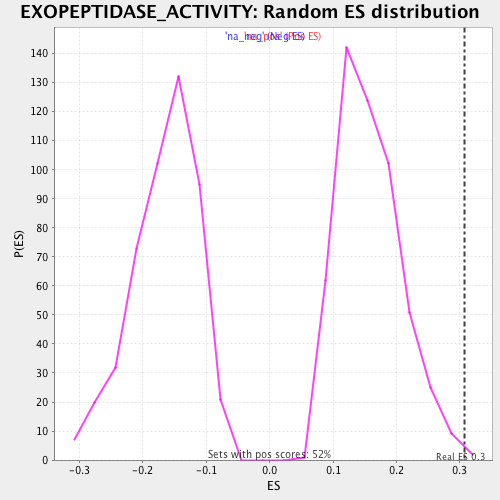 EXOPEPTIDASE_ACTIVITY: Random ES distribution
140
130
120
110
100
90
80
70
60
50
40
30
20
10
0
P(ES)
Sets with pos scores: 52%
Real ES 0.3
-0.3 -0.2 -0.1 0.0 0.1 0.2 0.3
ES